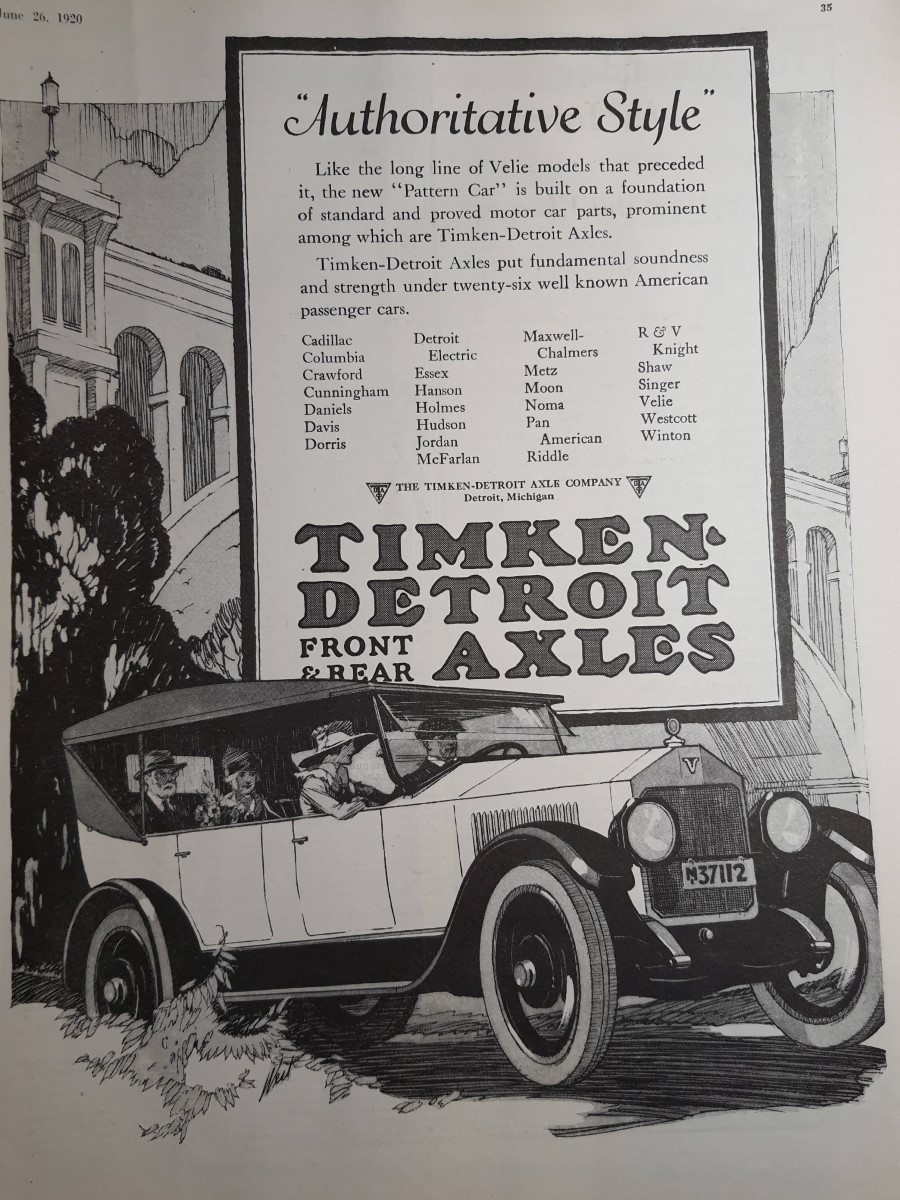 June 26, 1920
35
"Authoritative Style"
Like the long line of Velie models that preceded
it, the new "Pattern Car" is built on a foundation
of standard and proved motor car parts, prominent
among which are Timken-Detroit Axles.
Timken-Detroit Axles put fundamental soundness
and strength under twenty-six well known American
passenger cars.
Cadillac
Columbia
Crawford
Cunningham
Daniels
Davis
Dorris
Detroit
Electric
Essex
Hanson
Holmes
Hudson
Jordan
McFarlan
Maxwell-
Chalmers
Metz
Moon
Noma
Pan
American
Riddle
R & V
Knight
Shaw
Singer
Velie
Westcott
Winton
THE TIMKEN-DETROIT AXLE COMPANY
Detroit, Michigan
TIMKEN-
DETROIT
FRONT
& REAR
AXLES
V
37112